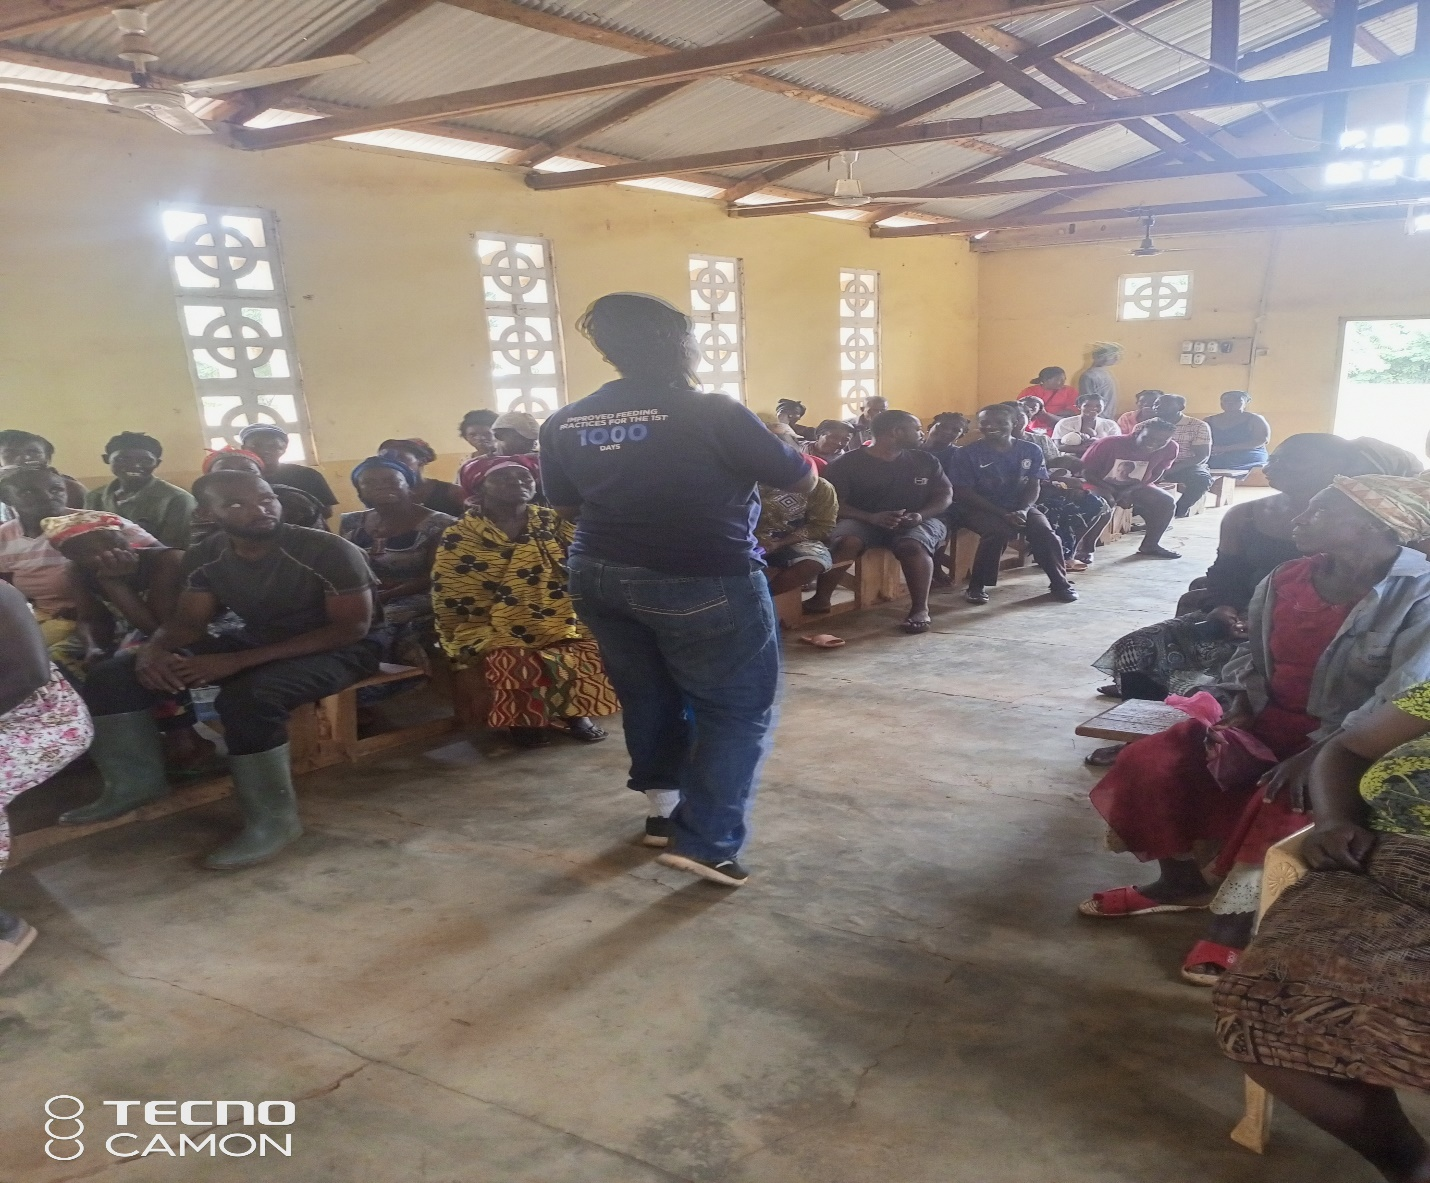 IMPROVED FEEDING
PRACTICES FOR THE 1ST
1000
DAYS
TECNO
CAMON